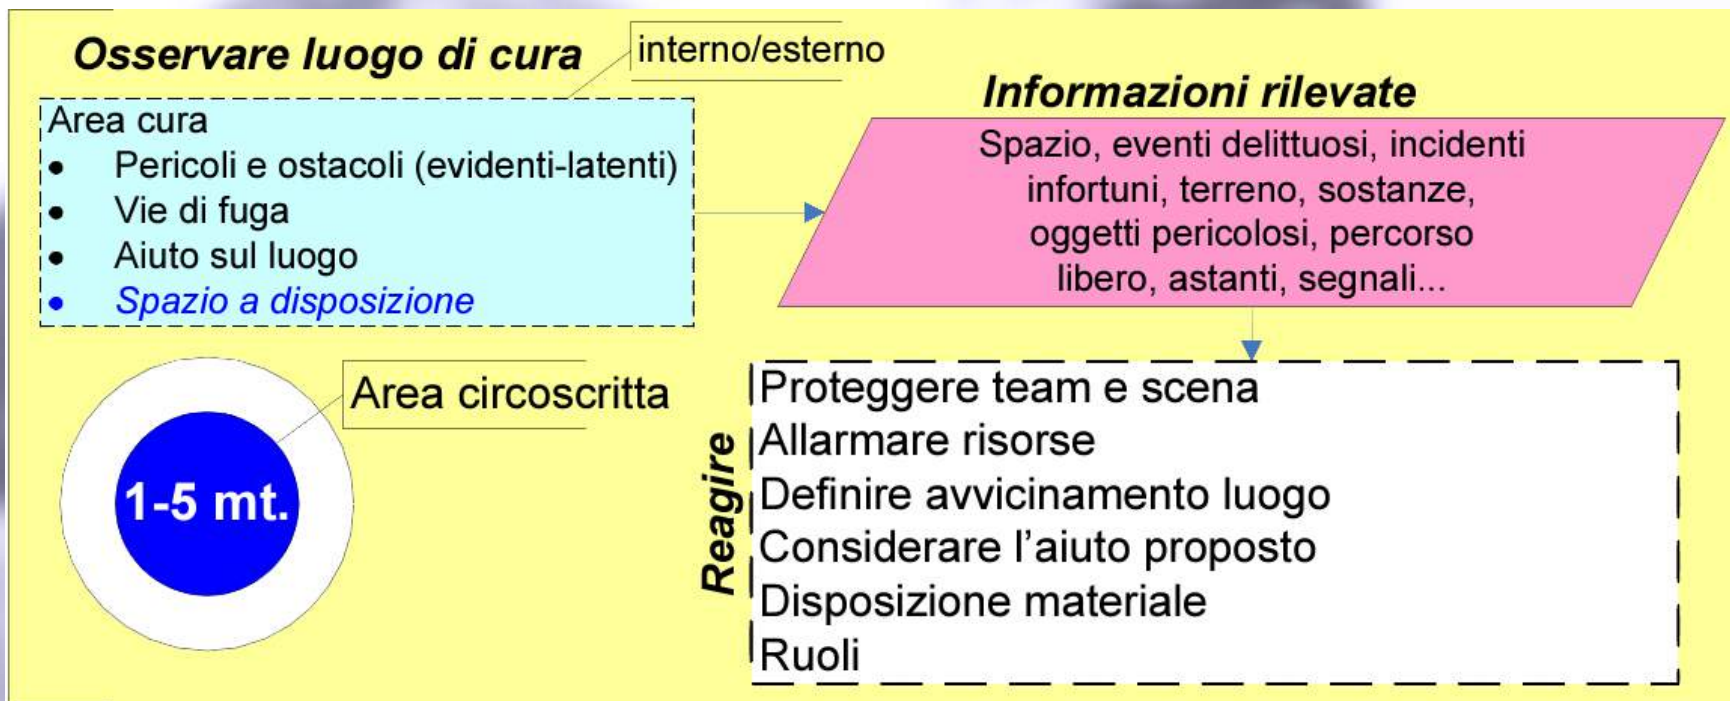 Osservare luogo di cura
interno/esterno
Area cura
• Pericoli e ostacoli (evidenti-latenti)
• Vie di fuga
• Aiuto sul luogo
• Spazio a disposizione
Informazioni rilevate
Spazio, eventi delittuosi, incidenti
infortuni, terreno, sostanze,
oggetti pericolosi, percorso
libero, astanti, segnali...
Area circoscritta
1-5 mt.
Reagire
Proteggere team e scena
Allarmare risorse
Definire avvicinamento luogo
Considerare l'aiuto proposto
Disposizione materiale
Ruoli